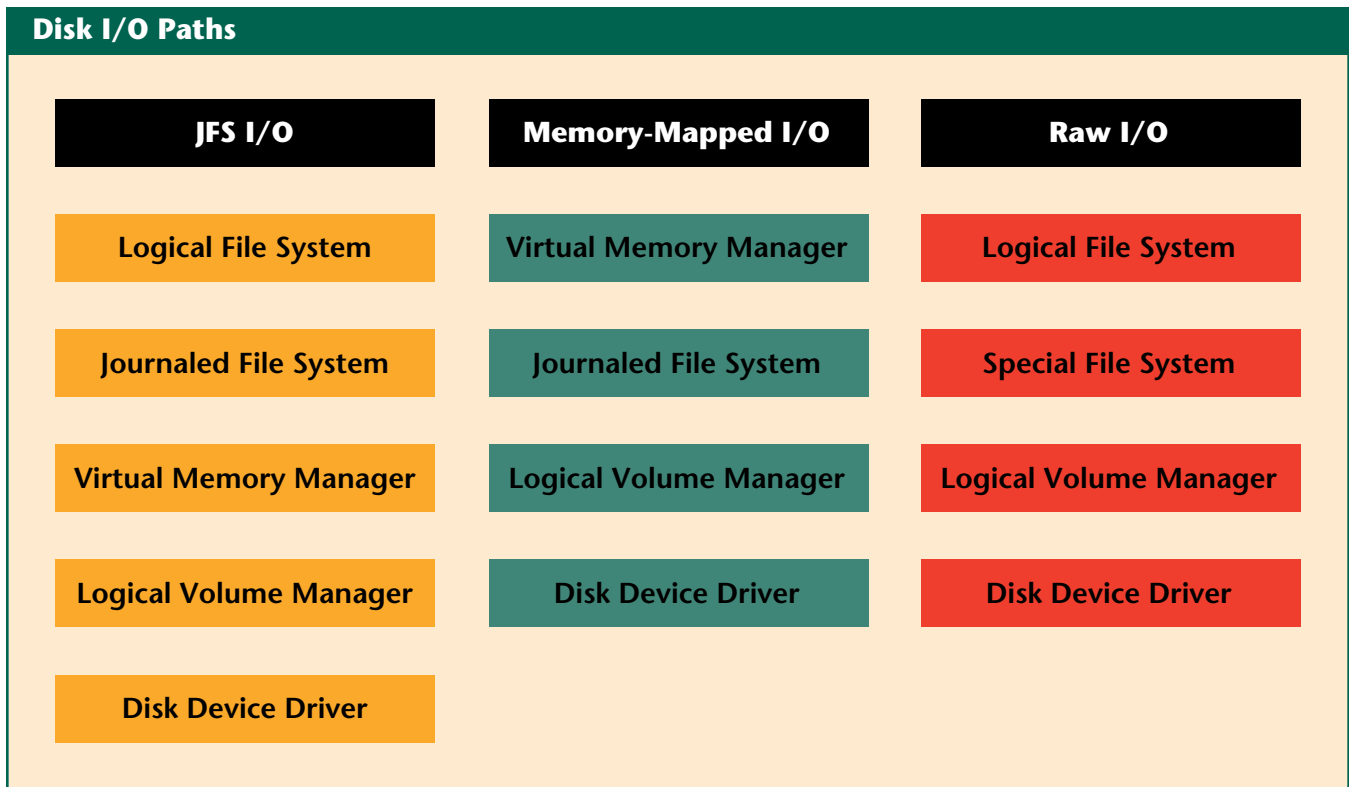 Disk I/O Paths
JFS I/O
Logical File System
Journaled File System
Virtual Memory Manager
Logical Volume Manager
Disk Device Driver
Memory-Mapped I/O
Virtual Memory Manager
Journaled File System
Logical Volume Manager
Disk Device Driver
Raw I/O
Logical File System
Special File System
Logical Volume Manager
Disk Device Driver